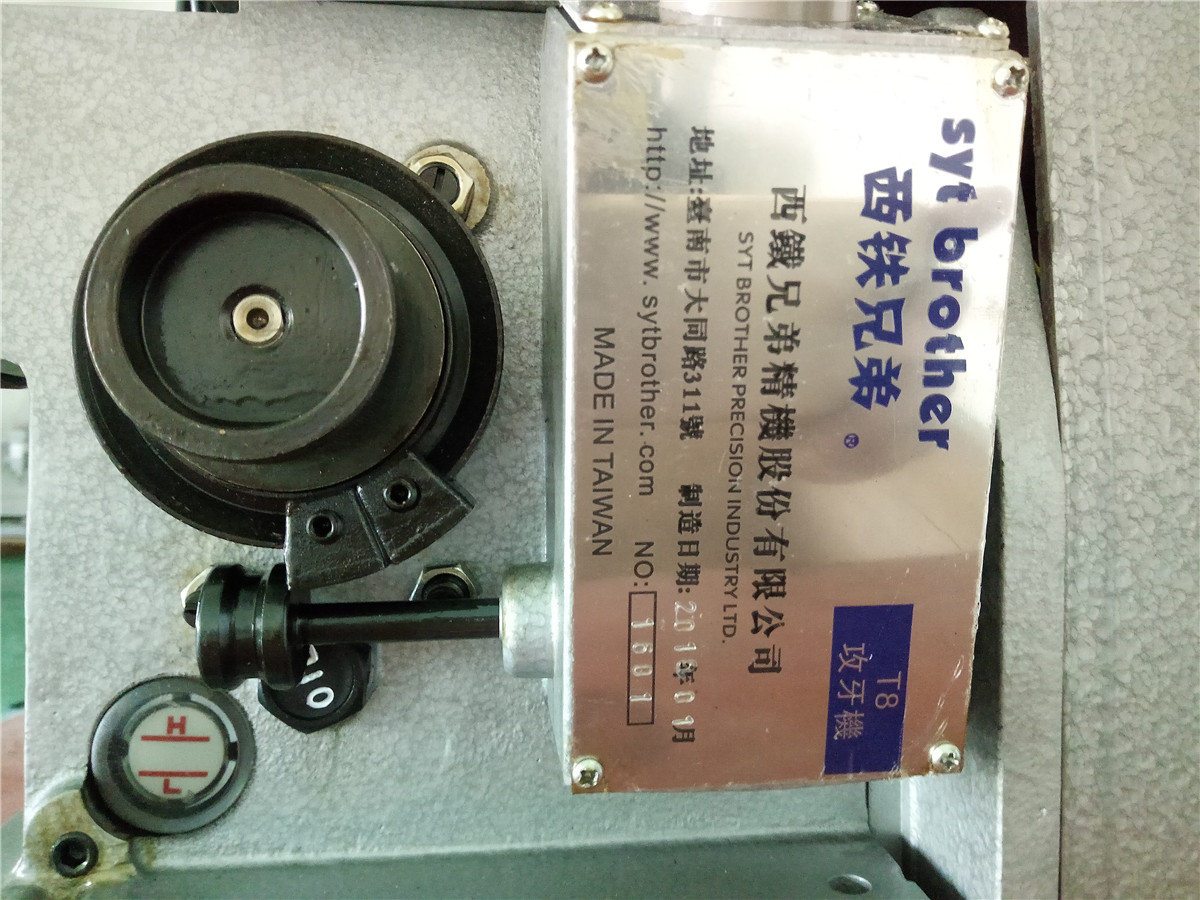 syt brother
西铁兄弟®
T8
攻牙機
西鐵兄弟精機股份有限公司
SYT BROTHER PRECISION INDUSTRY LTD.
地址:臺南市大同路311號 制造日期:2016年01月
http://www.sytbrother.com NO:1601
MADE IN TAIWAN
H
L